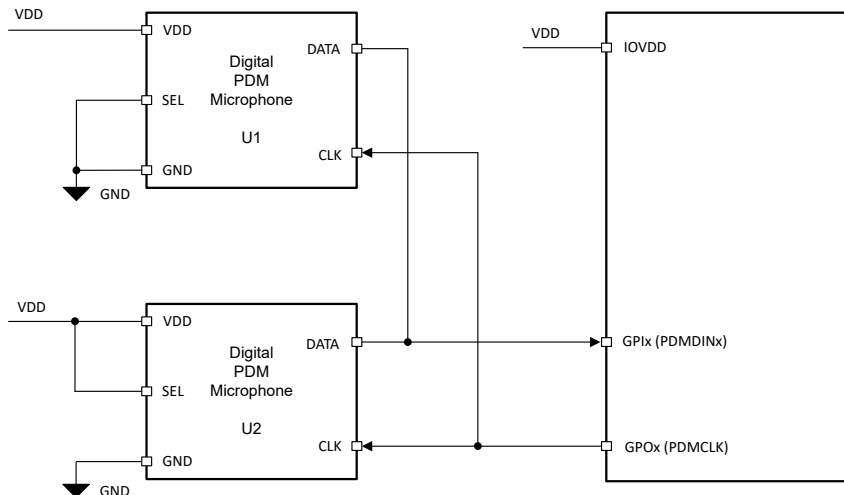 VDD
VDD
SEL
GND
GND
Digital
PDM
Microphone
U1
DATA
CLK
VDD
IOVDD
VDD
VDD
SEL
GND
GND
Digital
PDM
Microphone
U2
DATA
CLK
GPIx (PDMDINx)
GPOx (PDMCLK)